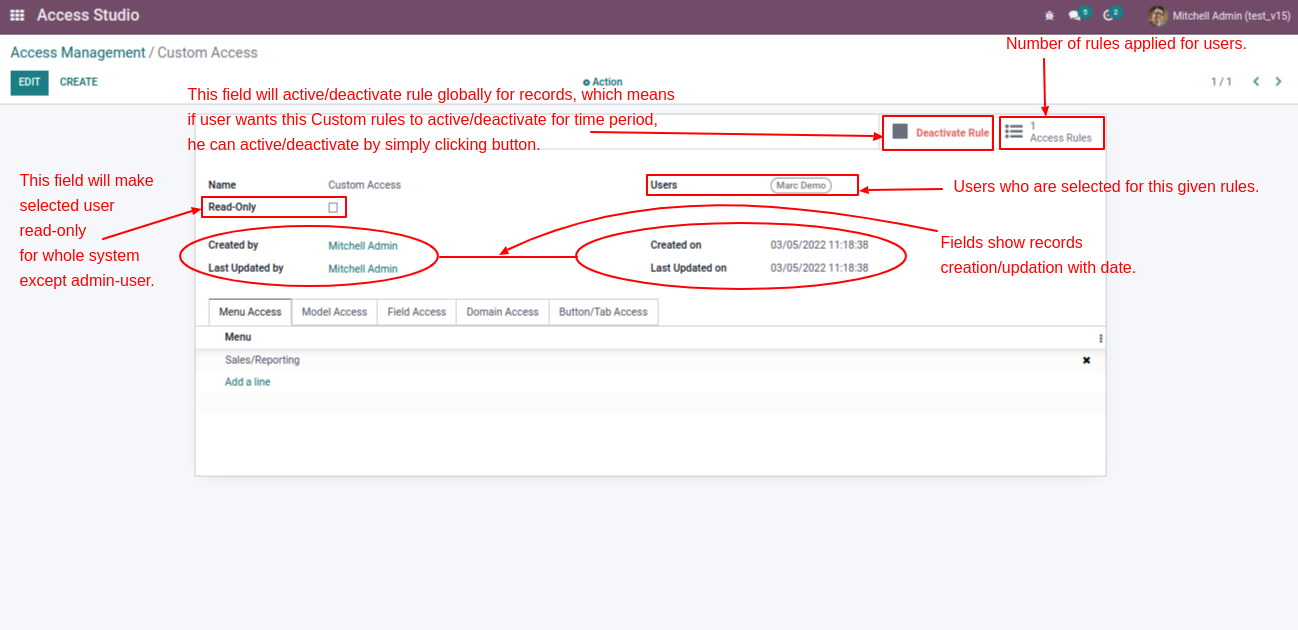 Access Studio
5
2
Mitchell Admin (test_v15)
Access Management / Custom Access
Number of rules applied for users.
EDIT CREATE
Action
1 / 1
This field will active/deactivate rule globally for records, which means
if user wants this Custom rules to active/deactivate for time period,
he can active/deactivate by simply clicking button.
Deactivate Rule
1
Access Rules
This field will make
selected user
read-only
for whole system
except admin-user.
Name Custom Access
Users Marc Demo
Users who are selected for this given rules.
Read-Only
Created by Mitchell Admin
Created on 03/05/2022 11:18:38
Last Updated by Mitchell Admin
Last Updated on 03/05/2022 11:18:38
Fields show records
creation/updation with date.
Menu Access Model Access Field Access Domain Access Button/Tab Access
Menu
Sales/Reporting
Add a line